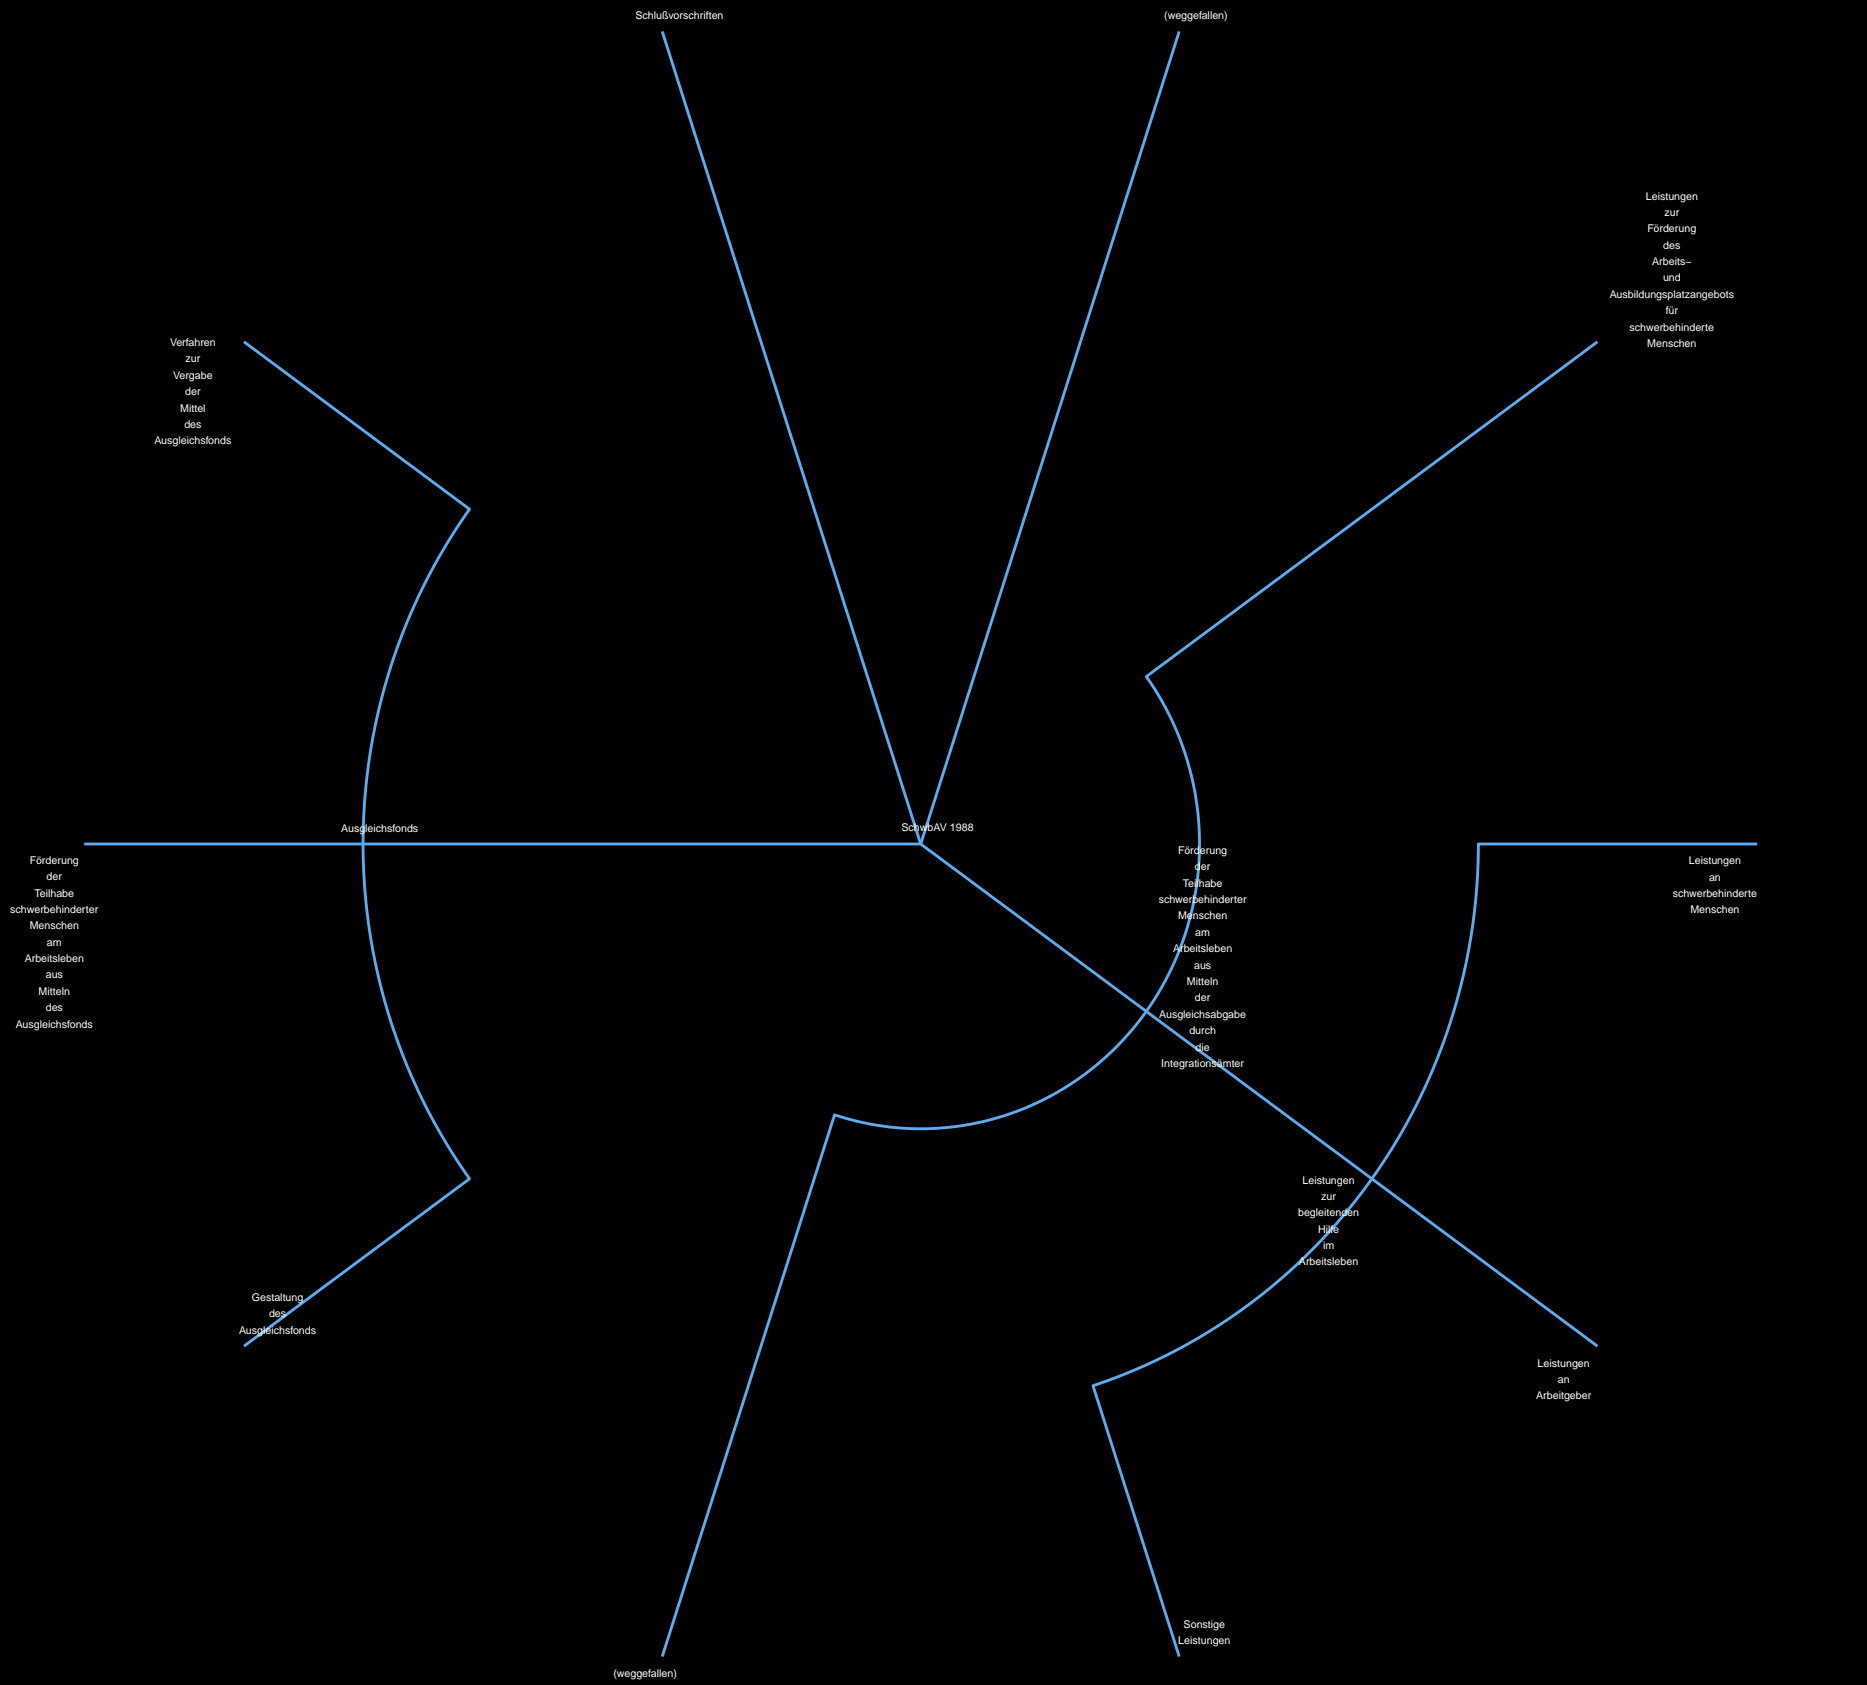 Schlußvorschriften
(weggefallen)
Leistungen
zur
Förderung
des
Arbeits–
und
Ausbildungsplatzangebots
für
schwerbehinderte
Menschen
Verfahren
zur
Vergabe
der
Mittel
des
Ausgleichsfonds
Ausgleichsfonds
SchwbAV 1988
Förderung
der
Teilhabe
schwerbehinderter
Menschen
am
Arbeitsleben
aus
Mitteln
des
Ausgleichsfonds
Förderung
der
Teilhabe
schwerbehinderter
Menschen
am
Arbeitsleben
aus
Mitteln
der
Ausgleichsabgabe
durch
die
Integrationsämter
Leistungen
an
schwerbehinderte
Menschen
Leistungen
zur
begleitenden
Hilfe
im
Arbeitsleben
Gestaltung
des
Ausgleichsfonds
Leistungen
an
Arbeitgeber
Sonstige
Leistungen
(weggefallen)